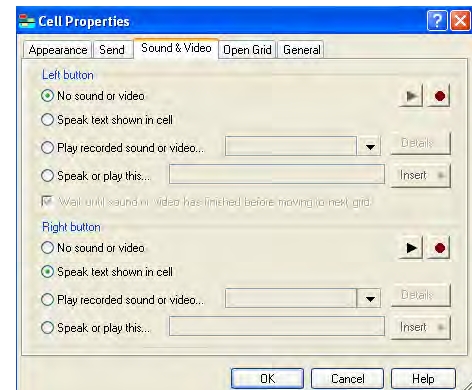 Cell Properties
Appearance Send Sound & Video Open Grid General
Left button
No sound or video
Speak text shown in cell
Play recorded sound or video... Details
Speak or play this... Insert
Wait until sound or video has finished before moving to next grid
Right button
No sound or video
Speak text shown in cell
Play recorded sound or video... Details
Speak or play this... Insert
OK Cancel Help